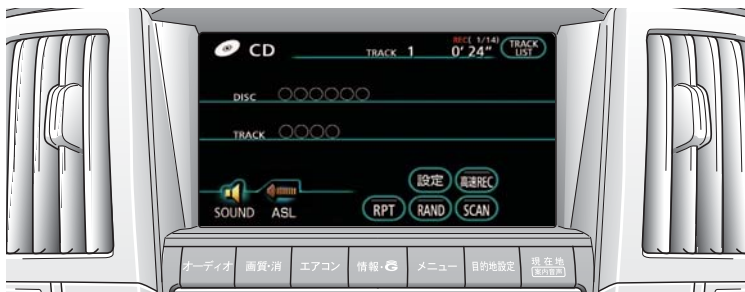 CD
TRACK 1
REC( 1/14)
0' 24"
TRACK
LIST
DISC ○○○○○○
TRACK ○○○○
設定
高速REC
SOUND
ASL
RPT
RAND
SCAN
オーディオ
画質・消
エアコン
情報・G
メニュー
目的地設定
現在地
案内音声